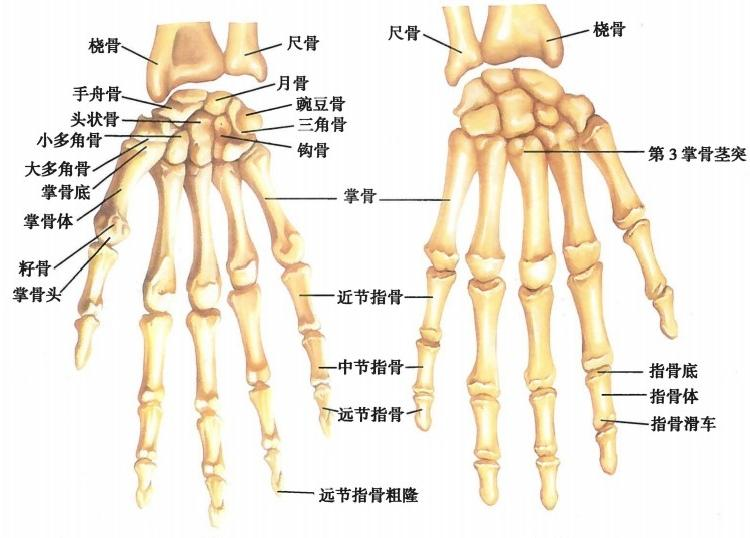 桡骨
尺骨
月骨
手舟骨
豌豆骨
头状骨
三角骨
小多角骨
钩骨
大多角骨
掌骨底
掌骨体
籽骨
掌骨头
尺骨
桡骨
第3掌骨茎突
掌骨
近节指骨
中节指骨
远节指骨
远节指骨粗隆
指骨底
指骨体
指骨滑车